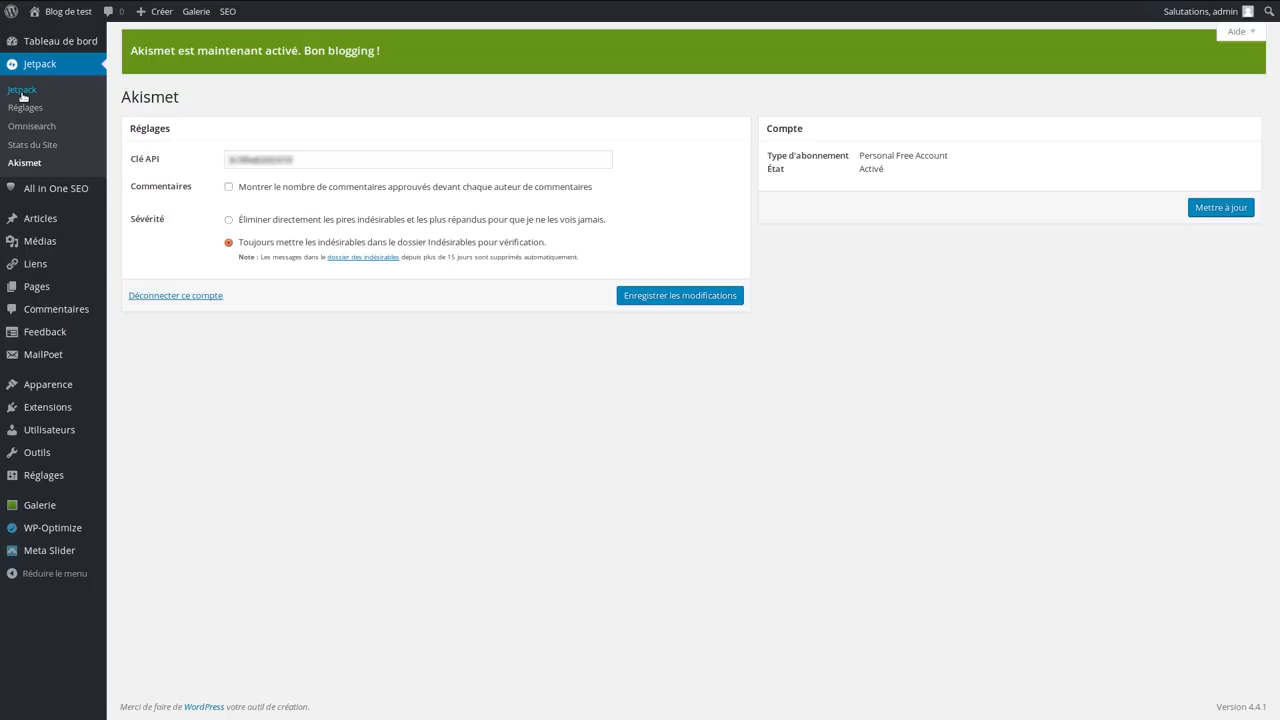 Blog de test 0 Créer Galerie SEO Salutations, admin
Aide
Tableau de bord
Jetpack
Jetpack
Réglages
Omnisearch
Stats du Site
Akismet
All In One SEO
Articles
Médias
Liens
Pages
Commentaires
Feedback
MailPoet
Apparence
Extensions
Utilisateurs
Outils
Réglages
Galerie
WP-Optimize
Meta Slider
Réduire le menu
Akismet est maintenant activé. Bon blogging !
Akismet
Réglages
Clé API
Commentaires Montrer le nombre de commentaires approuvés devant chaque auteur de commentaires
Sévérité Éliminer directement les pires indésirables et les plus répandus pour que je ne les vois jamais.
Toujours mettre les indésirables dans le dossier Indésirables pour vérification.
Note : Les messages dans le dossier des indésirables depuis plus de 15 jours sont supprimés automatiquement.
Déconnecter ce compte Enregistrer les modifications
Compte
Type d'abonnement Personal Free Account
État Activé
Mettre à jour
Merci de faire de WordPress votre outil de création. Version 4.4.1